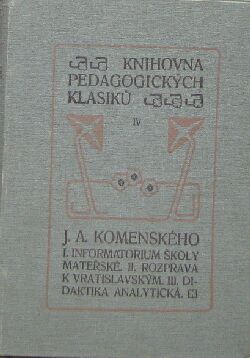 KNIHOVNA
PEDAGOGICKÝCH
KLASIKŮ
IV
J. A. KOMENSKÉHO
I. INFORMATORIUM ŠKOLY
MATEŘSKÉ. II. ROZPRAVA
K VRATISLAVSKÝM. III. DI-
DAKTIKA ANALYTICKÁ.